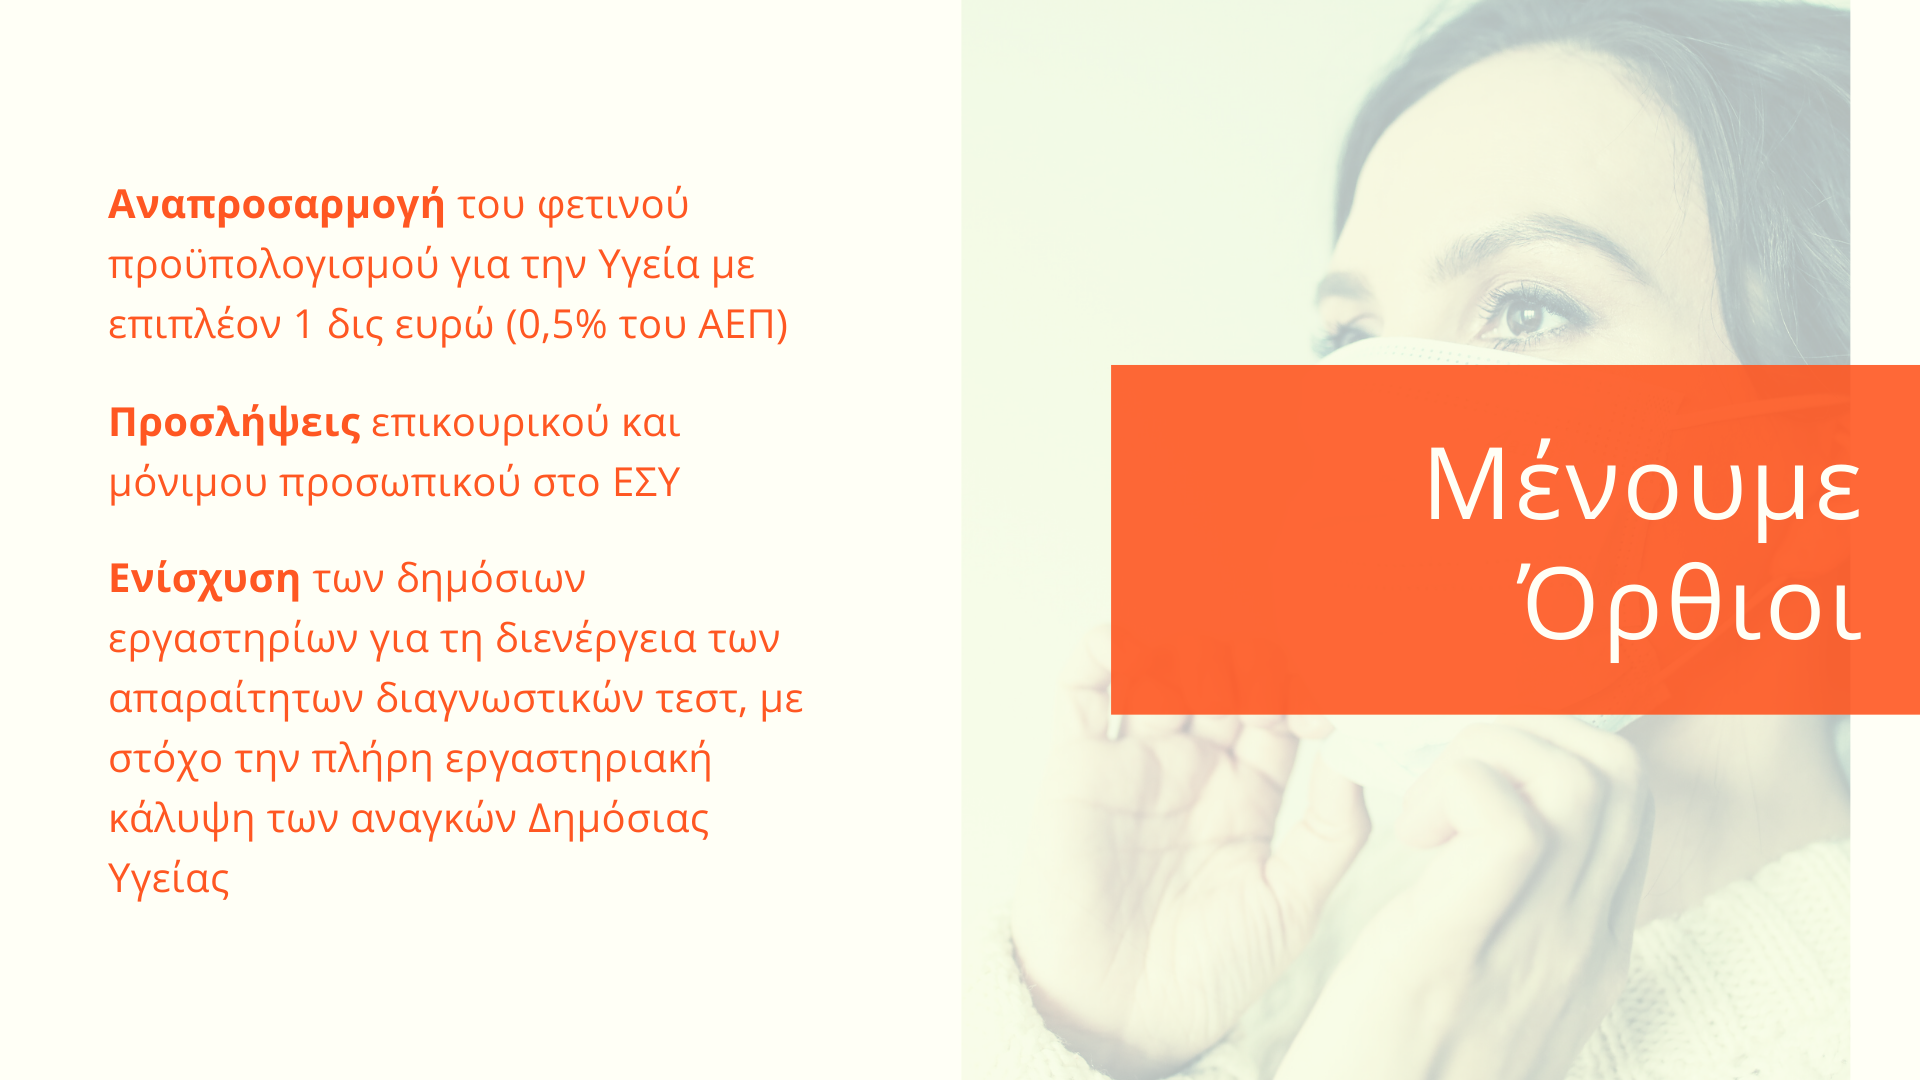 Αναπροσαρμογή του φετινού
προϋπολογισμού για την Υγεία με
επιπλέον 1 δις ευρώ (0,5% του ΑΕΠ)
Προσλήψεις επικουρικού και
μόνιμου προσωπικού στο ΕΣΥ
Ενίσχυση των δημόσιων
εργαστηρίων για τη διενέργεια των
απαραίτητων διαγνωστικών τεστ, με
στόχο την πλήρη εργαστηριακή
κάλυψη των αναγκών Δημόσιας
Υγείας
Μένουμε
Όρθιοι